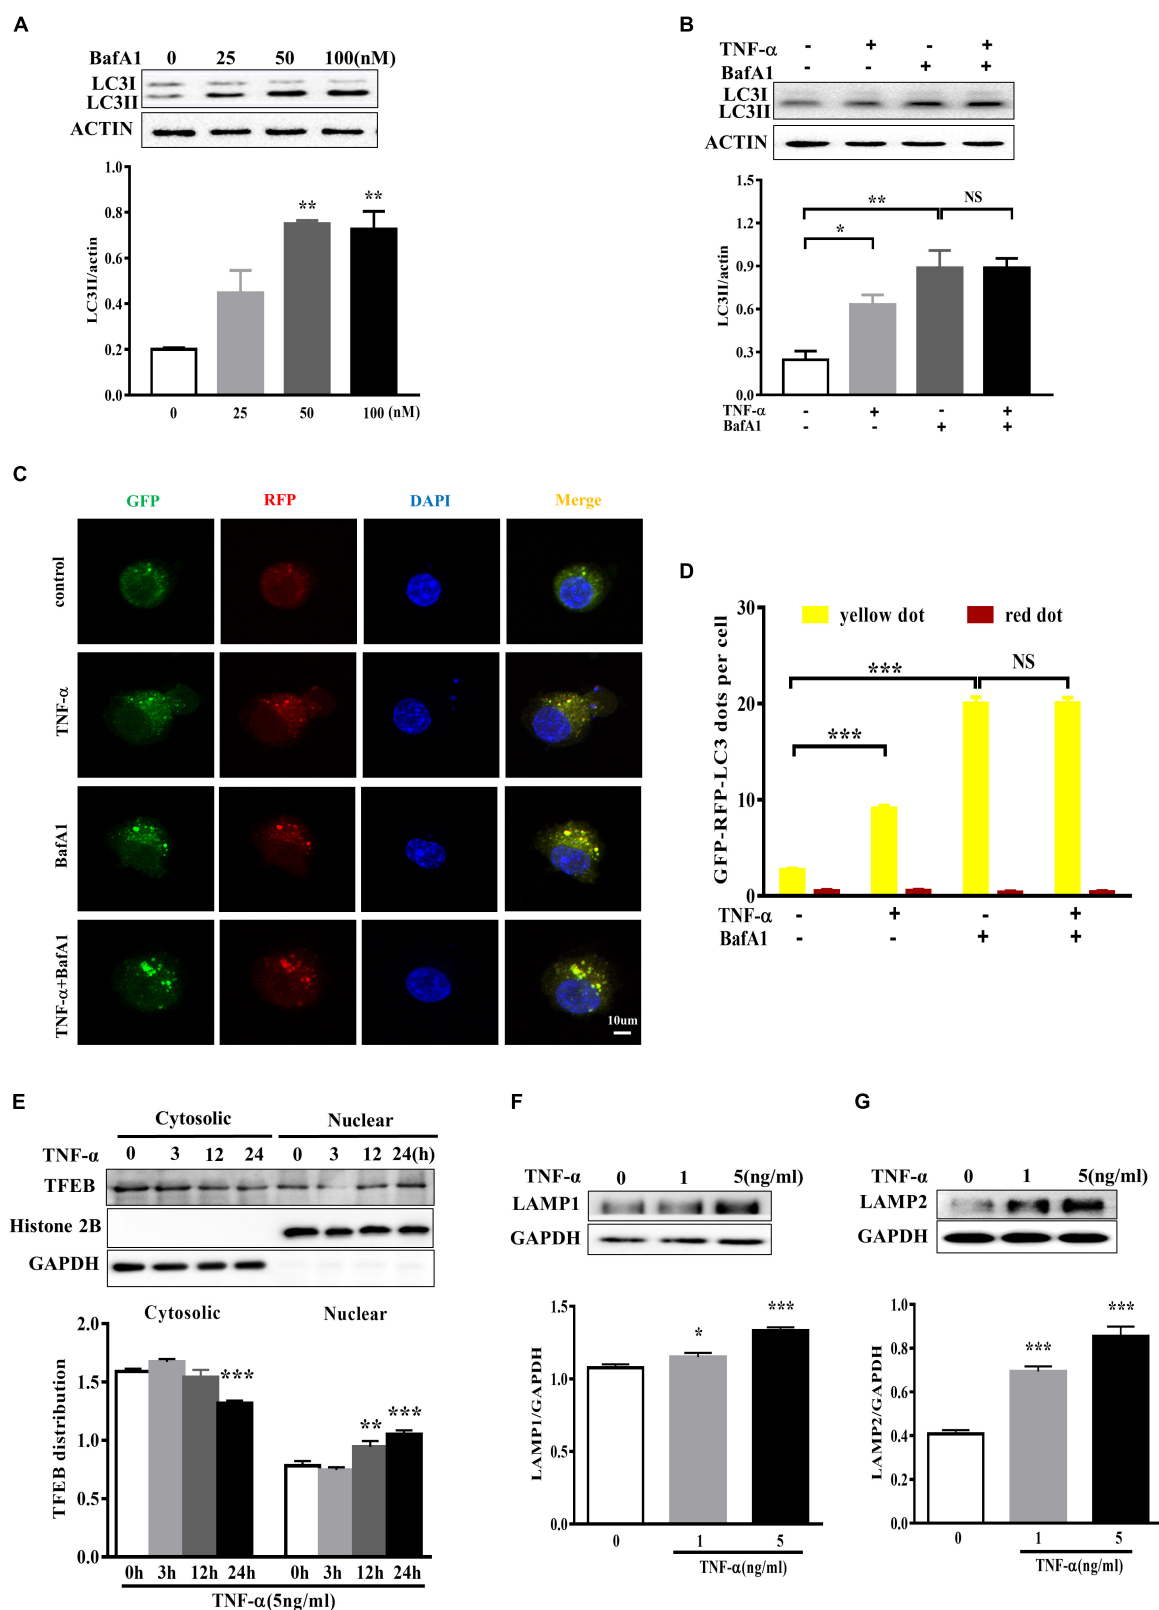 A
BafA1 0 25 50 100(nM)
LC3I
LC3II
ACTIN
LC3II/actin
1.0
0.8
0.6
0.4
0.2
0.0
** **
0 25 50 100 (nM)
B
TNF-α - + - +
BafA1 - - + +
LC3I
LC3II
ACTIN
LC3II/actin
1.5
1.2
0.9
0.6
0.3
0.0
** NS
*
TNF-α - + - +
BafA1 - - + +
C
GFP RFP DAPI Merge
control
TNF-α
BafA1
TNF-α+BafA1
10um
D
GFP-RFP-LC3 dots per cell
30
20
10
0
yellow dot red dot
*** NS
***
TNF-α - + - +
BafA1 - - + +
E
Cytosolic Nuclear
TNF-α 0 3 12 24 0 3 12 24(h)
TFEB
Histone 2B
GAPDH
Cytosolic Nuclear
TFEB distribution
2.0
1.5
1.0
0.5
0.0
*** ** ***
0h 3h 12h 24h 0h 3h 12h 24h
TNF-α(5ng/ml)
F
TNF-α 0 1 5(ng/ml)
LAMP1
GAPDH
LAMP1/GAPDH
1.5
1.0
0.5
0.0
* ***
0 1 5
TNF-α(ng/ml)
G
TNF-α 0 1 5(ng/ml)
LAMP2
GAPDH
LAMP2/GAPDH
1.0
0.8
0.6
0.4
0.2
0.0
*** ***
0 1 5
TNF-α(ng/ml)